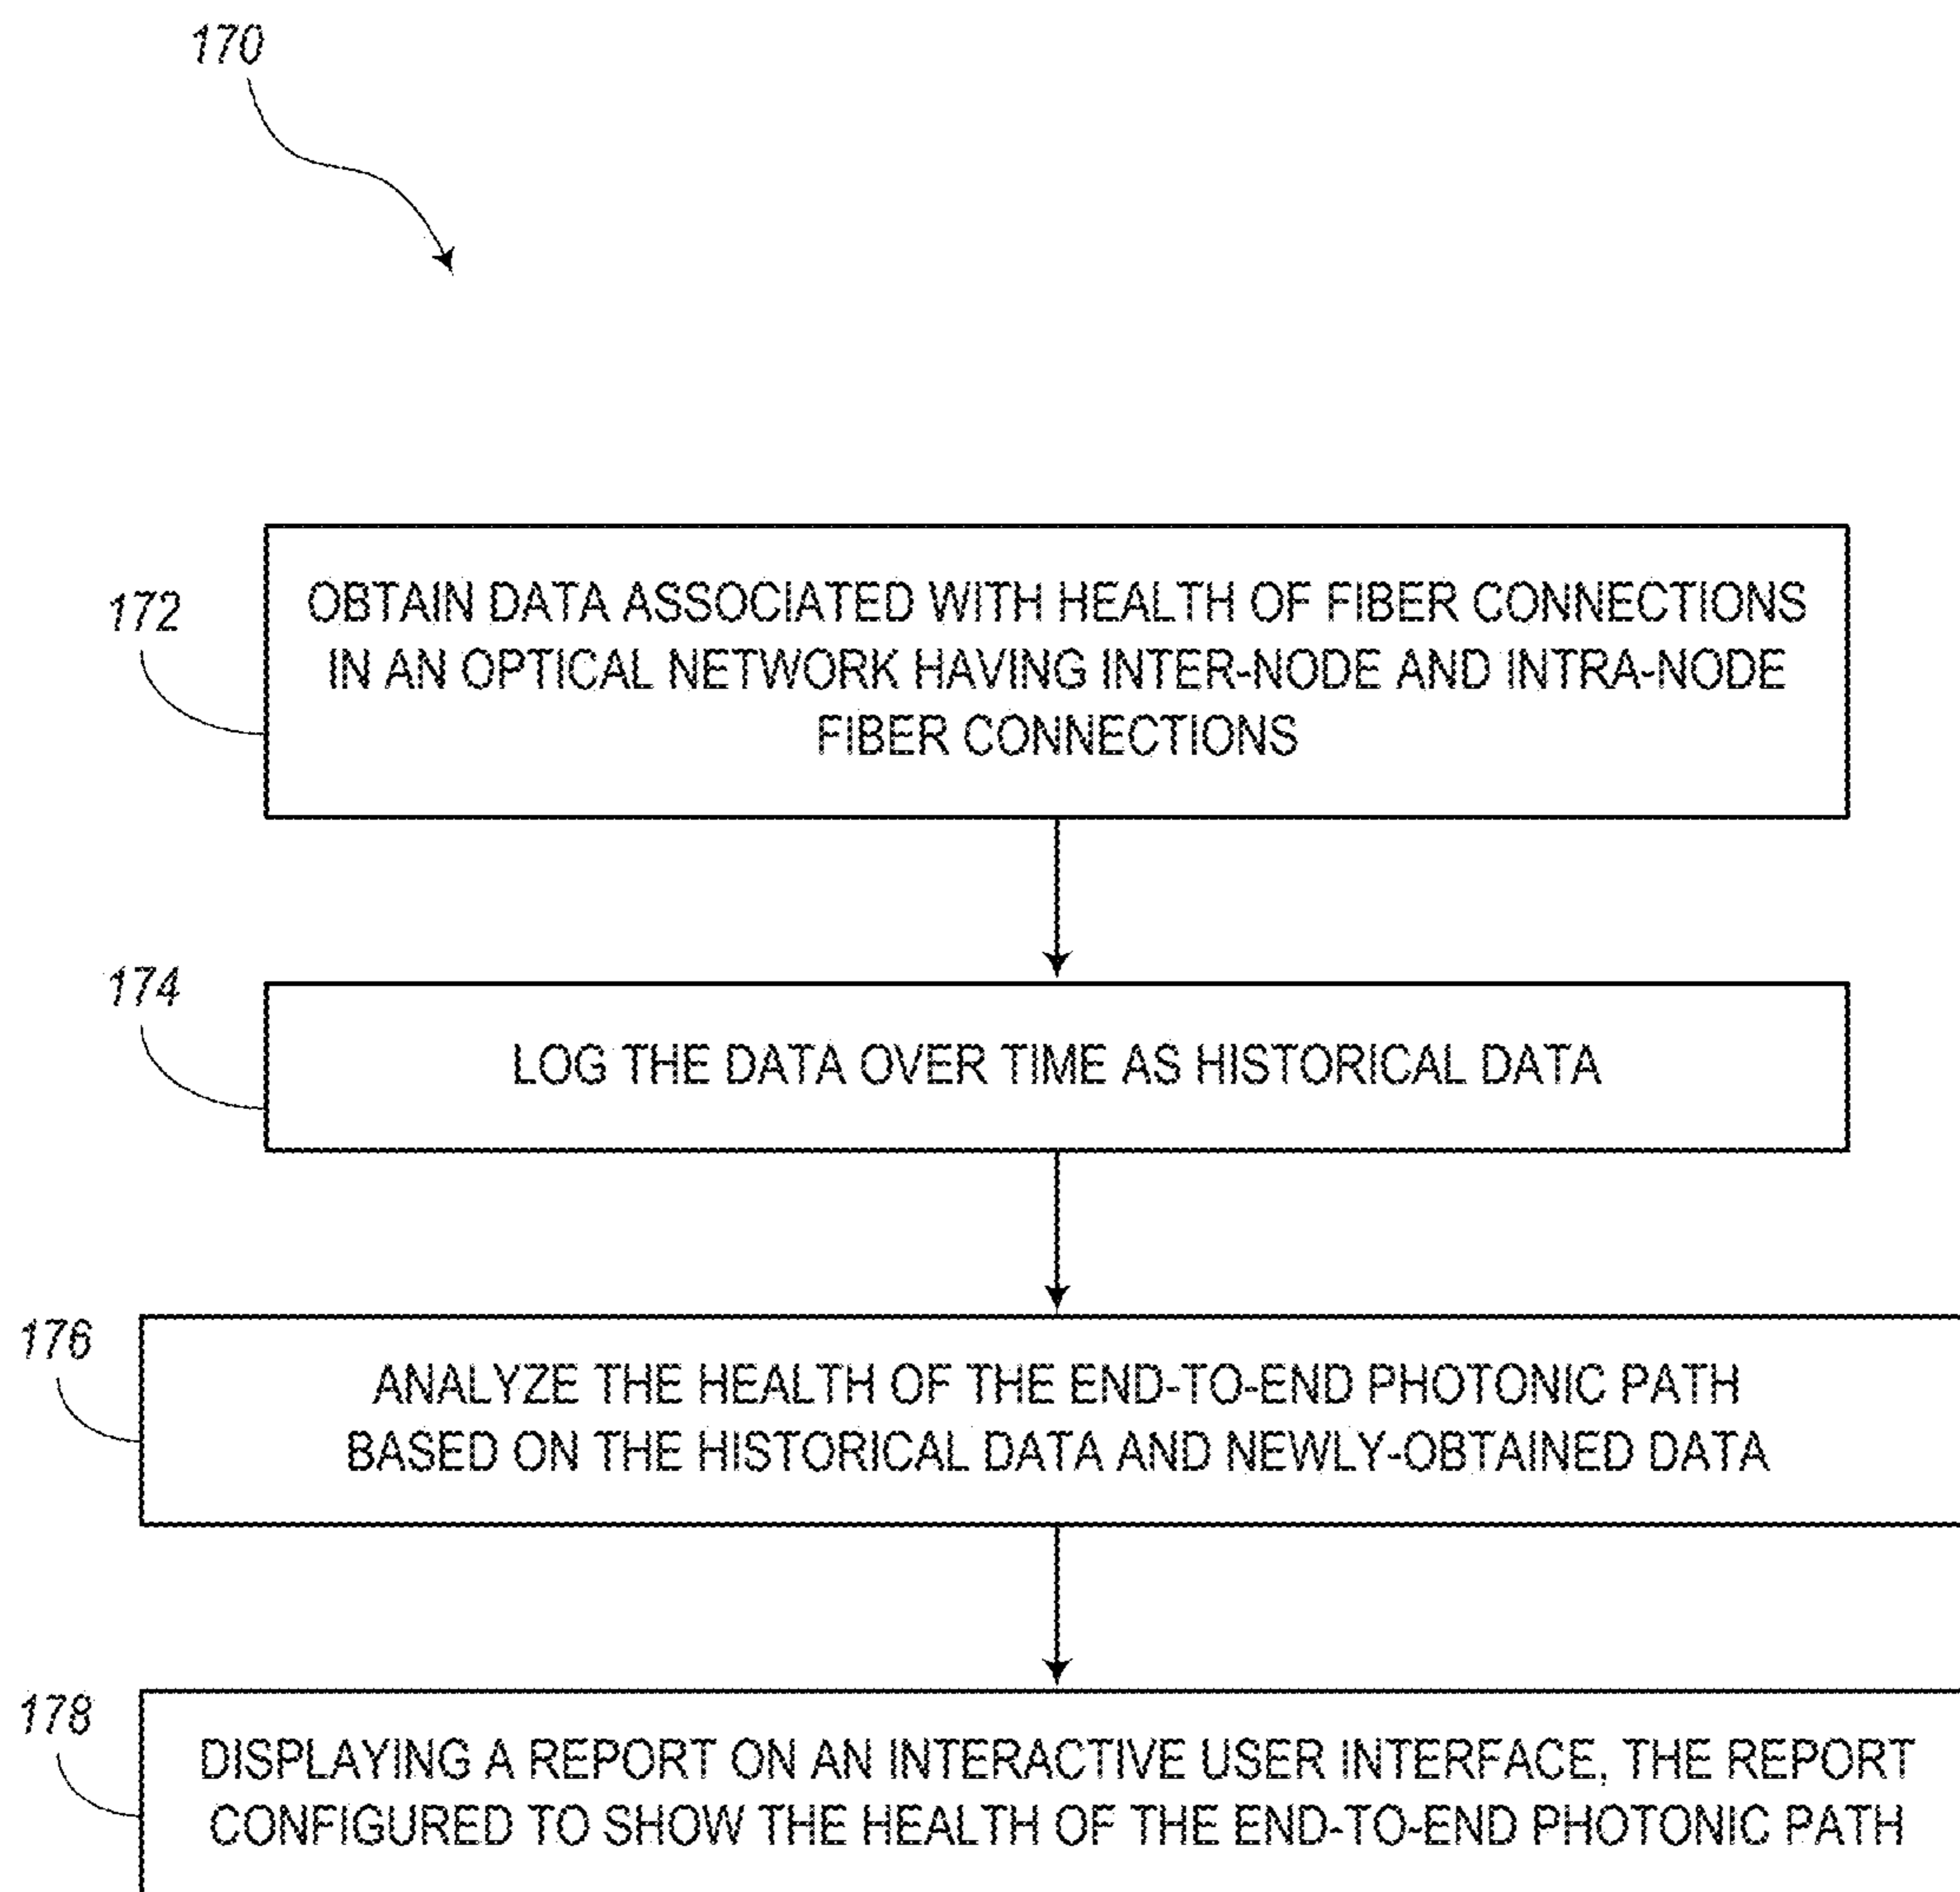 170
172
OBTAIN DATA ASSOCIATED WITH HEALTH OF FIBER CONNECTIONS
IN AN OPTICAL NETWORK HAVING INTER-NODE AND INTRA-NODE
FIBER CONNECTIONS
174
LOG THE DATA OVER TIME AS HISTORICAL DATA
176
ANALYZE THE HEALTH OF THE END-TO-END PHOTONIC PATH
BASED ON THE HISTORICAL DATA AND NEWLY-OBTAINED DATA
178
DISPLAYING A REPORT ON AN INTERACTIVE USER INTERFACE, THE REPORT
CONFIGURED TO SHOW THE HEALTH OF THE END-TO-END PHOTONIC PATH